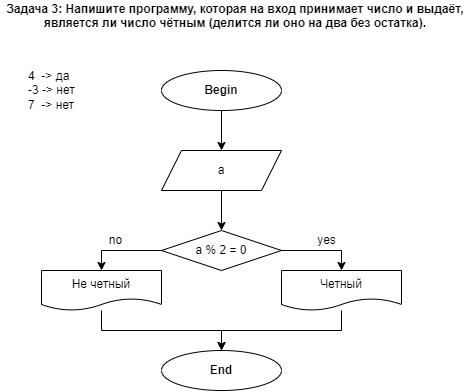 Задача 3: Напишите программу, которая на вход принимает число и выдаёт,
является ли число чётным (делится ли оно на два без остатка).
4 -> да
-3 -> нет
7 -> нет
Begin
a
a % 2 = 0
no
yes
Не четный
Четный
End